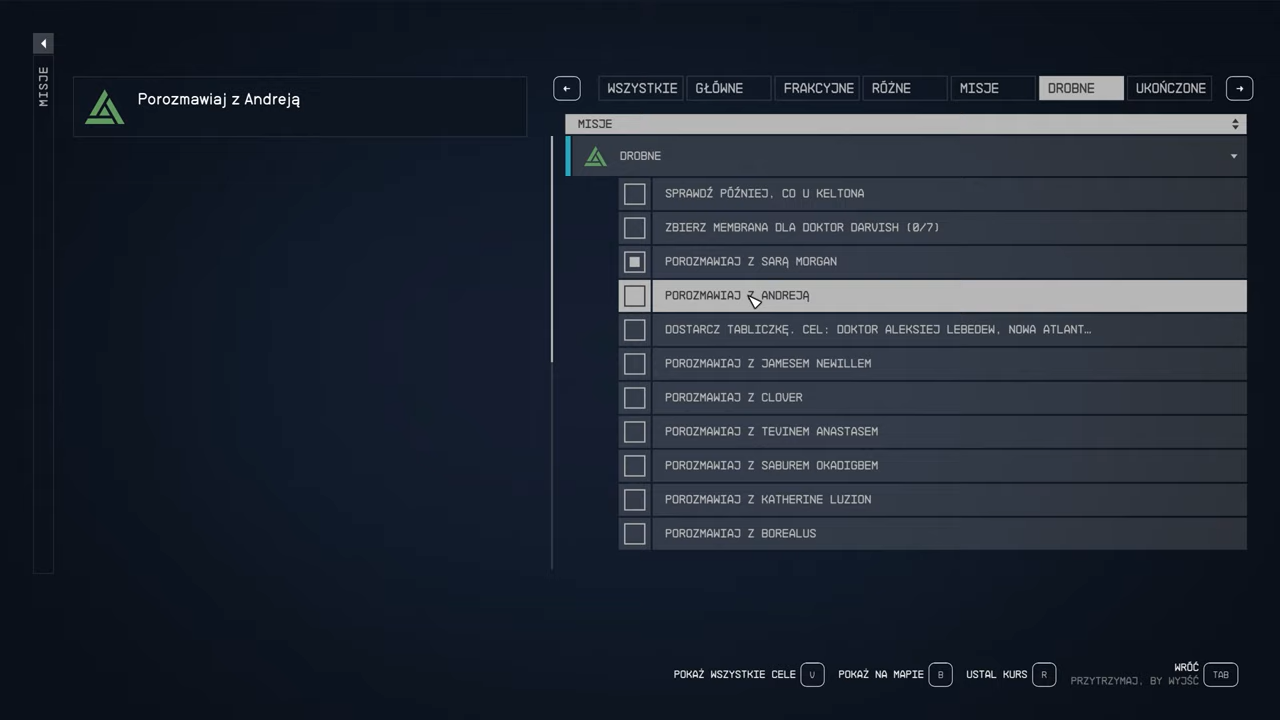 MISJE
Porozmawiaj z Andreją
WSZYSTKIE
GŁÓWNE
FRAKCYJNE
RÓŻNE
MISJE
DROBNE
UKOŃCZONE
MISJE
DROBNE
SPRAWDŹ PÓŹNIEJ, CO U KELTONA
ZBIERZ MEMBRANA DLA DOKTOR DARVISH (0/7)
POROZMAWIAJ Z SARĄ MORGAN
POROZMAWIAJ Z ANDREJĄ
DOSTARCZ TABLICZKĘ. CEL: DOKTOR ALEKSIEJ LEBEDEW, NOWA ATLANT...
POROZMAWIAJ Z JAMESEM NEWILLEM
POROZMAWIAJ Z CLOVER
POROZMAWIAJ Z TEVINEM ANASTASEM
POROZMAWIAJ Z SABUREM OKADIGBEM
POROZMAWIAJ Z KATHERINE LUZION
POROZMAWIAJ Z BOREALUS
POKAŻ WSZYSTKIE CELE V POKAŻ NA MAPIE B USTAL KURS R WRÓĆ TAB
PRZYTRZYMAJ, BY WYJŚĆ